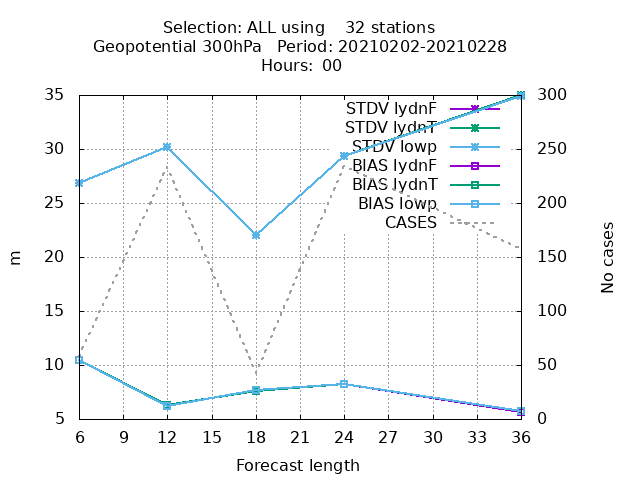 Selection: ALL using    32 stations
Geopotential 300hPa   Period: 20210202-20210228
Hours: 00
35
30
25
20
15
10
5
m
STDV lydnF
STDV lydnT
STDV lowp
BIAS lydnF
BIAS lydnT
BIAS lowp
CASES
300
250
200
150
100
50
0
No cases
6 9 12 15 18 21 24 27 30 33 36
Forecast length